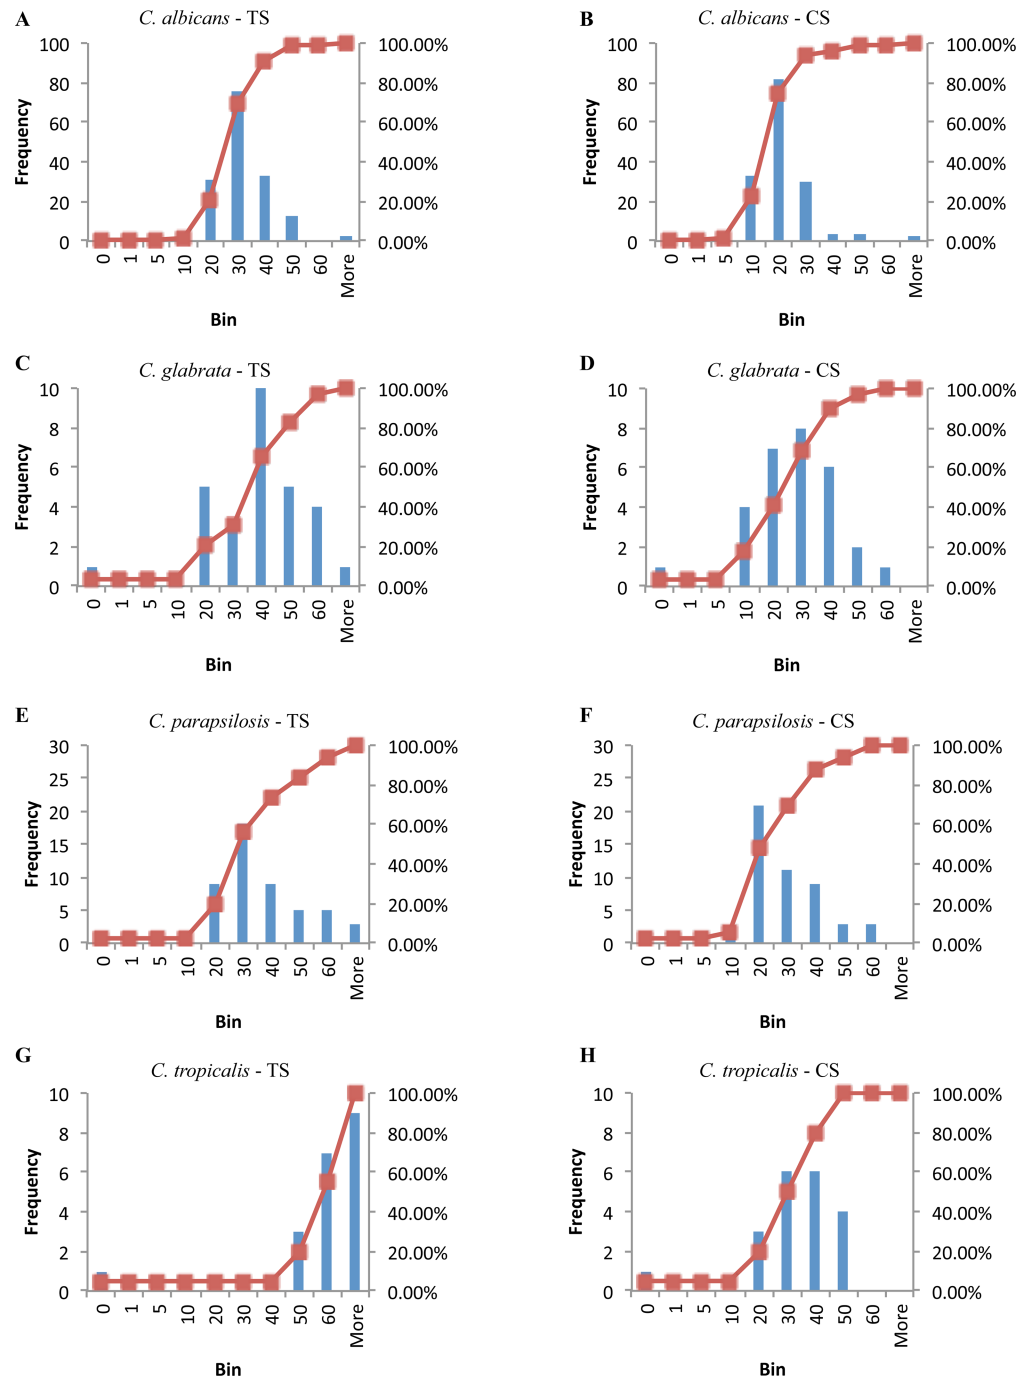 A
C. albicans - TS
B
C. albicans - CS
100
80
60
40
20
0
Frequency
100.00%
80.00%
60.00%
40.00%
20.00%
0.00%
0 1 5 10 20 30 40 50 60 More
Bin
100
80
60
40
20
0
Frequency
100.00%
80.00%
60.00%
40.00%
20.00%
0.00%
0 1 5 10 20 30 40 50 60 More
Bin
C
C. glabrata - TS
D
C. glabrata - CS
10
8
6
4
2
0
Frequency
100.00%
80.00%
60.00%
40.00%
20.00%
0.00%
0 1 5 10 20 30 40 50 60 More
Bin
10
8
6
4
2
0
Frequency
100.00%
80.00%
60.00%
40.00%
20.00%
0.00%
0 1 5 10 20 30 40 50 60 More
Bin
E
C. parapsilosis - TS
F
C. parapsilosis - CS
30
25
20
15
10
5
0
Frequency
100.00%
80.00%
60.00%
40.00%
20.00%
0.00%
0 1 5 10 20 30 40 50 60 More
Bin
30
25
20
15
10
5
0
Frequency
100.00%
80.00%
60.00%
40.00%
20.00%
0.00%
0 1 5 10 20 30 40 50 60 More
Bin
G
C. tropicalis - TS
H
C. tropicalis - CS
10
8
6
4
2
0
Frequency
100.00%
80.00%
60.00%
40.00%
20.00%
0.00%
0 1 5 10 20 30 40 50 60 More
Bin
10
8
6
4
2
0
Frequency
100.00%
80.00%
60.00%
40.00%
20.00%
0.00%
0 1 5 10 20 30 40 50 60 More
Bin